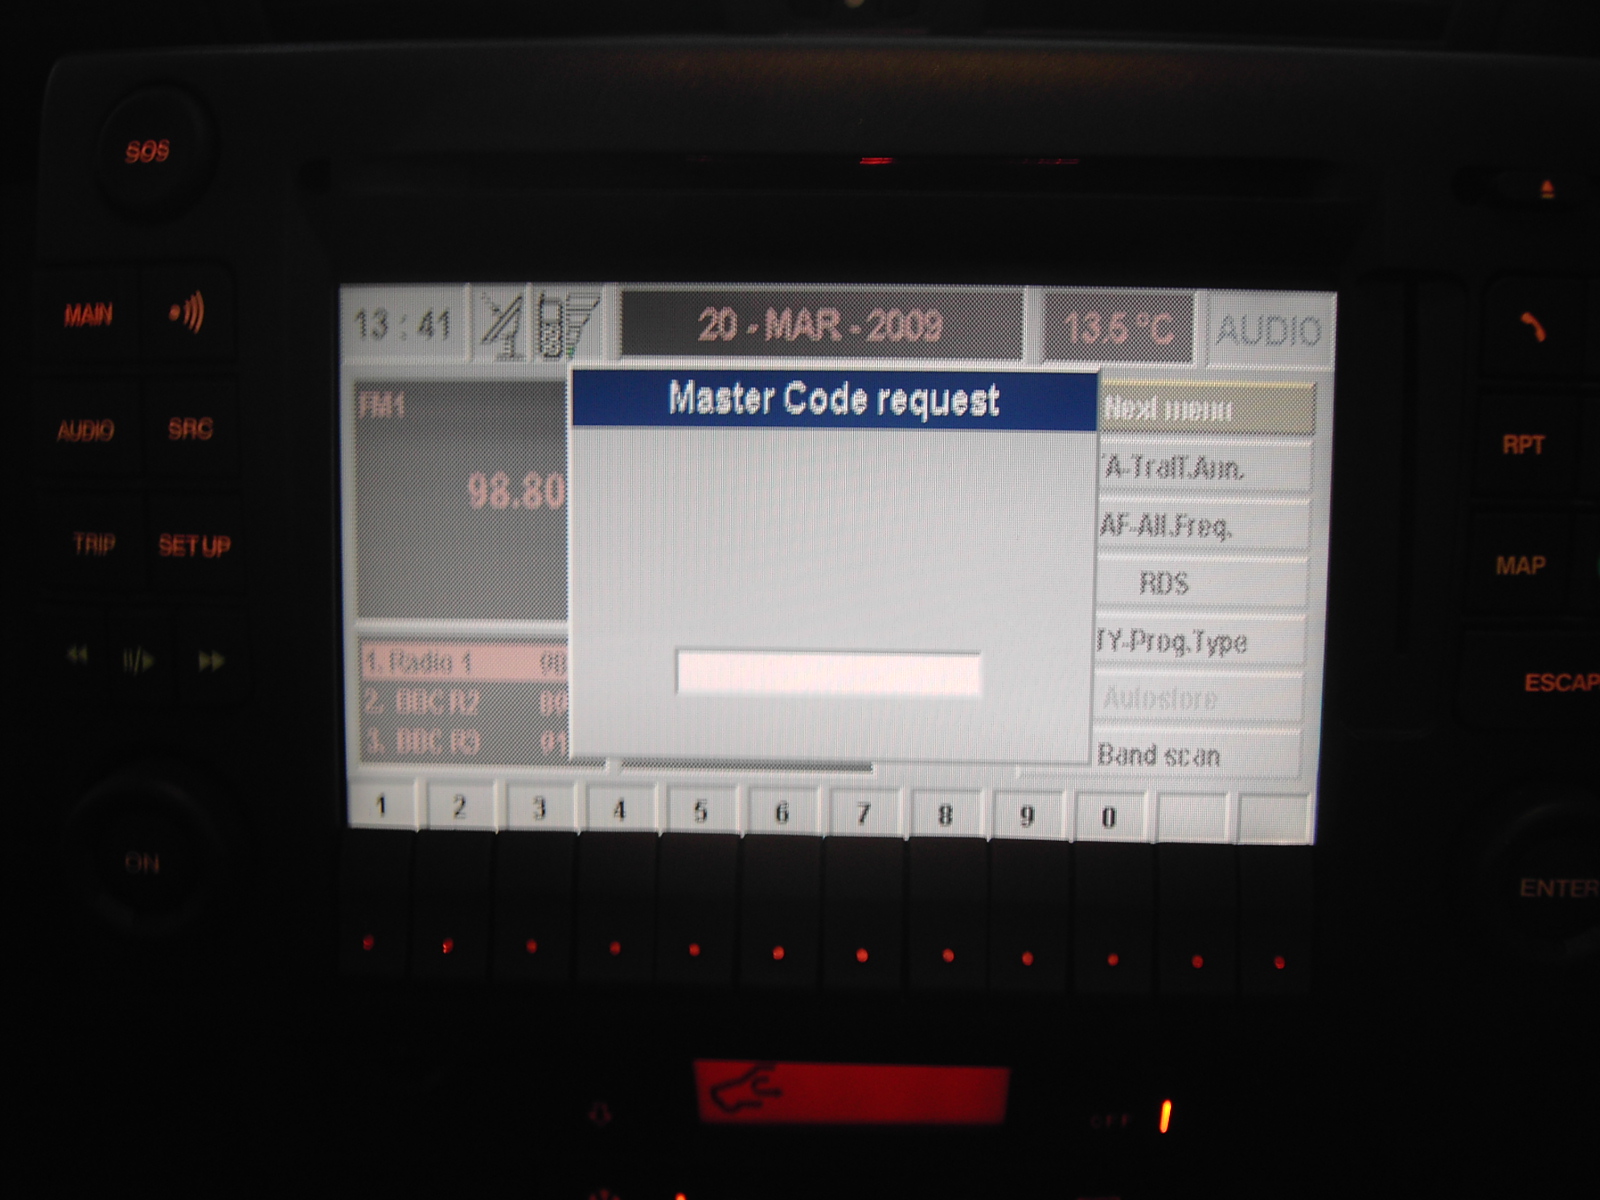 SOS
13 : 41
20 - MAR - 2009
13.5 °C
AUDIO
MAIN
FM1
Master Code request
Next menu
98.80
AUDIO
SRC
TA-Traff.Ann.
RPT
AF-All.Freq.
TRIP
SET UP
RDS
MAP
TY-Prog.Type
1. Radio 1
2. BBC R2
3. BBC R3
91
Autostore
ESCAP
Band scan
1 2 3 4 5 6 7 8 9 0
ON
ENTER
OFF